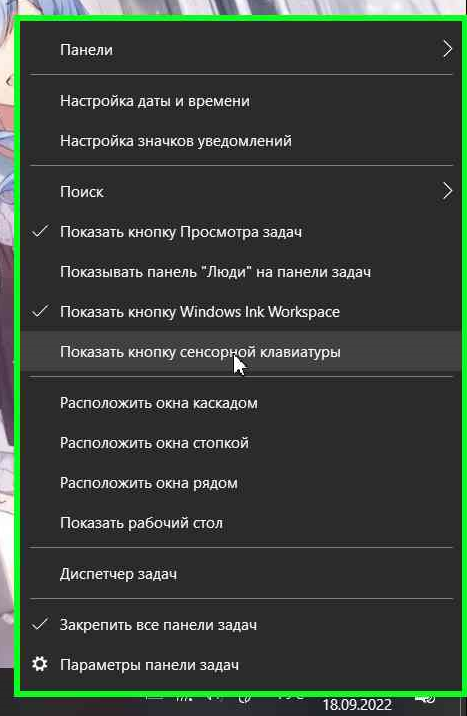 Панели
Настройка даты и времени
Настройка значков уведомлений
Поиск
Показать кнопку Просмотра задач
Показывать панель "Люди" на панели задач
Показать кнопку Windows Ink Workspace
Показать кнопку сенсорной клавиатуры
Расположить окна каскадом
Расположить окна стопкой
Расположить окна рядом
Показать рабочий стол
Диспетчер задач
Закрепить все панели задач
Параметры панели задач
18.09.2022